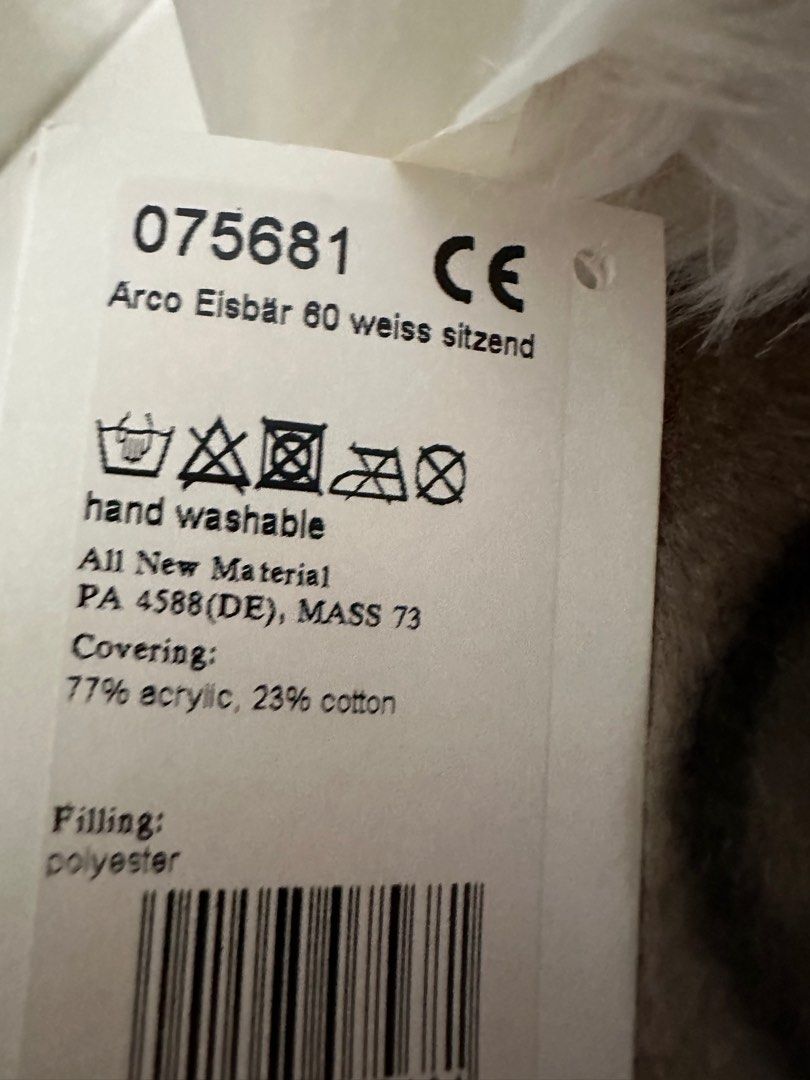 075681 CE
Arco Eisbär 60 weiss sitzend
hand washable
All New Material
PA 4588(DE), MASS 73
Covering:
77% acrylic, 23% cotton
Filling:
polyester